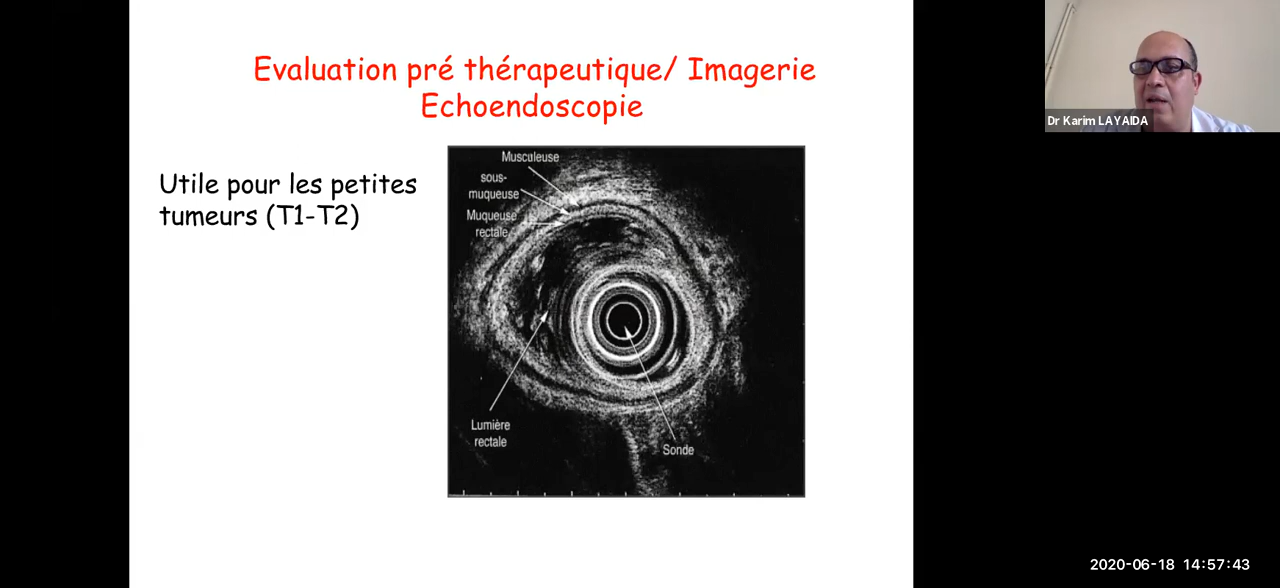 Evaluation pré thérapeutique/ Imagerie
Echoendoscopie
Utile pour les petites
tumeurs (T1-T2)
Musculeuse
sous-
muqueuse
Muqueuse
rectale
Lumière
rectale
Sonde
Dr Karim LAYAIDA
2020-06-18 14:57:43